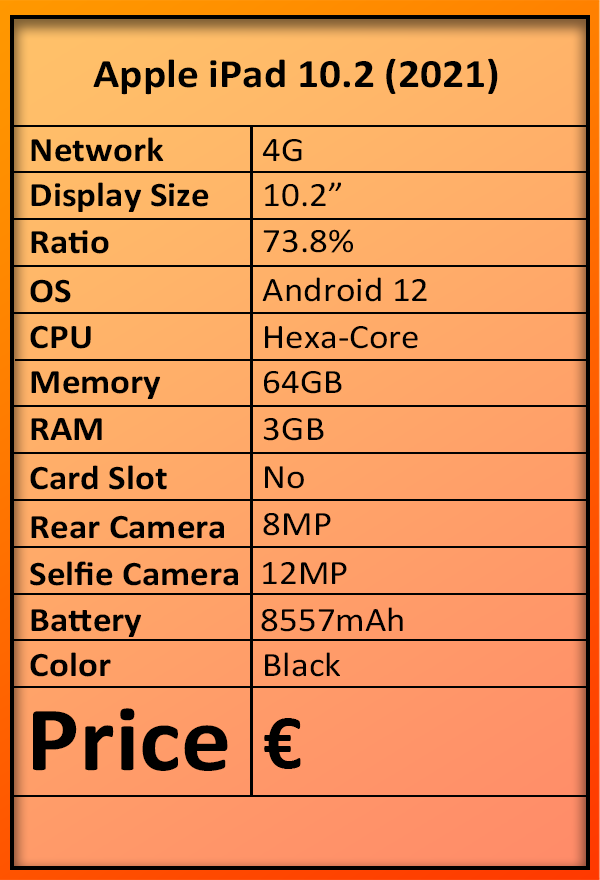 Apple iPad 10.2 (2021)
Network 4G
Display Size 10.2”
Ratio 73.8%
OS Android 12
CPU Hexa-Core
Memory 64GB
RAM 3GB
Card Slot No
Rear Camera 8MP
Selfie Camera 12MP
Battery 8557mAh
Color Black
Price €